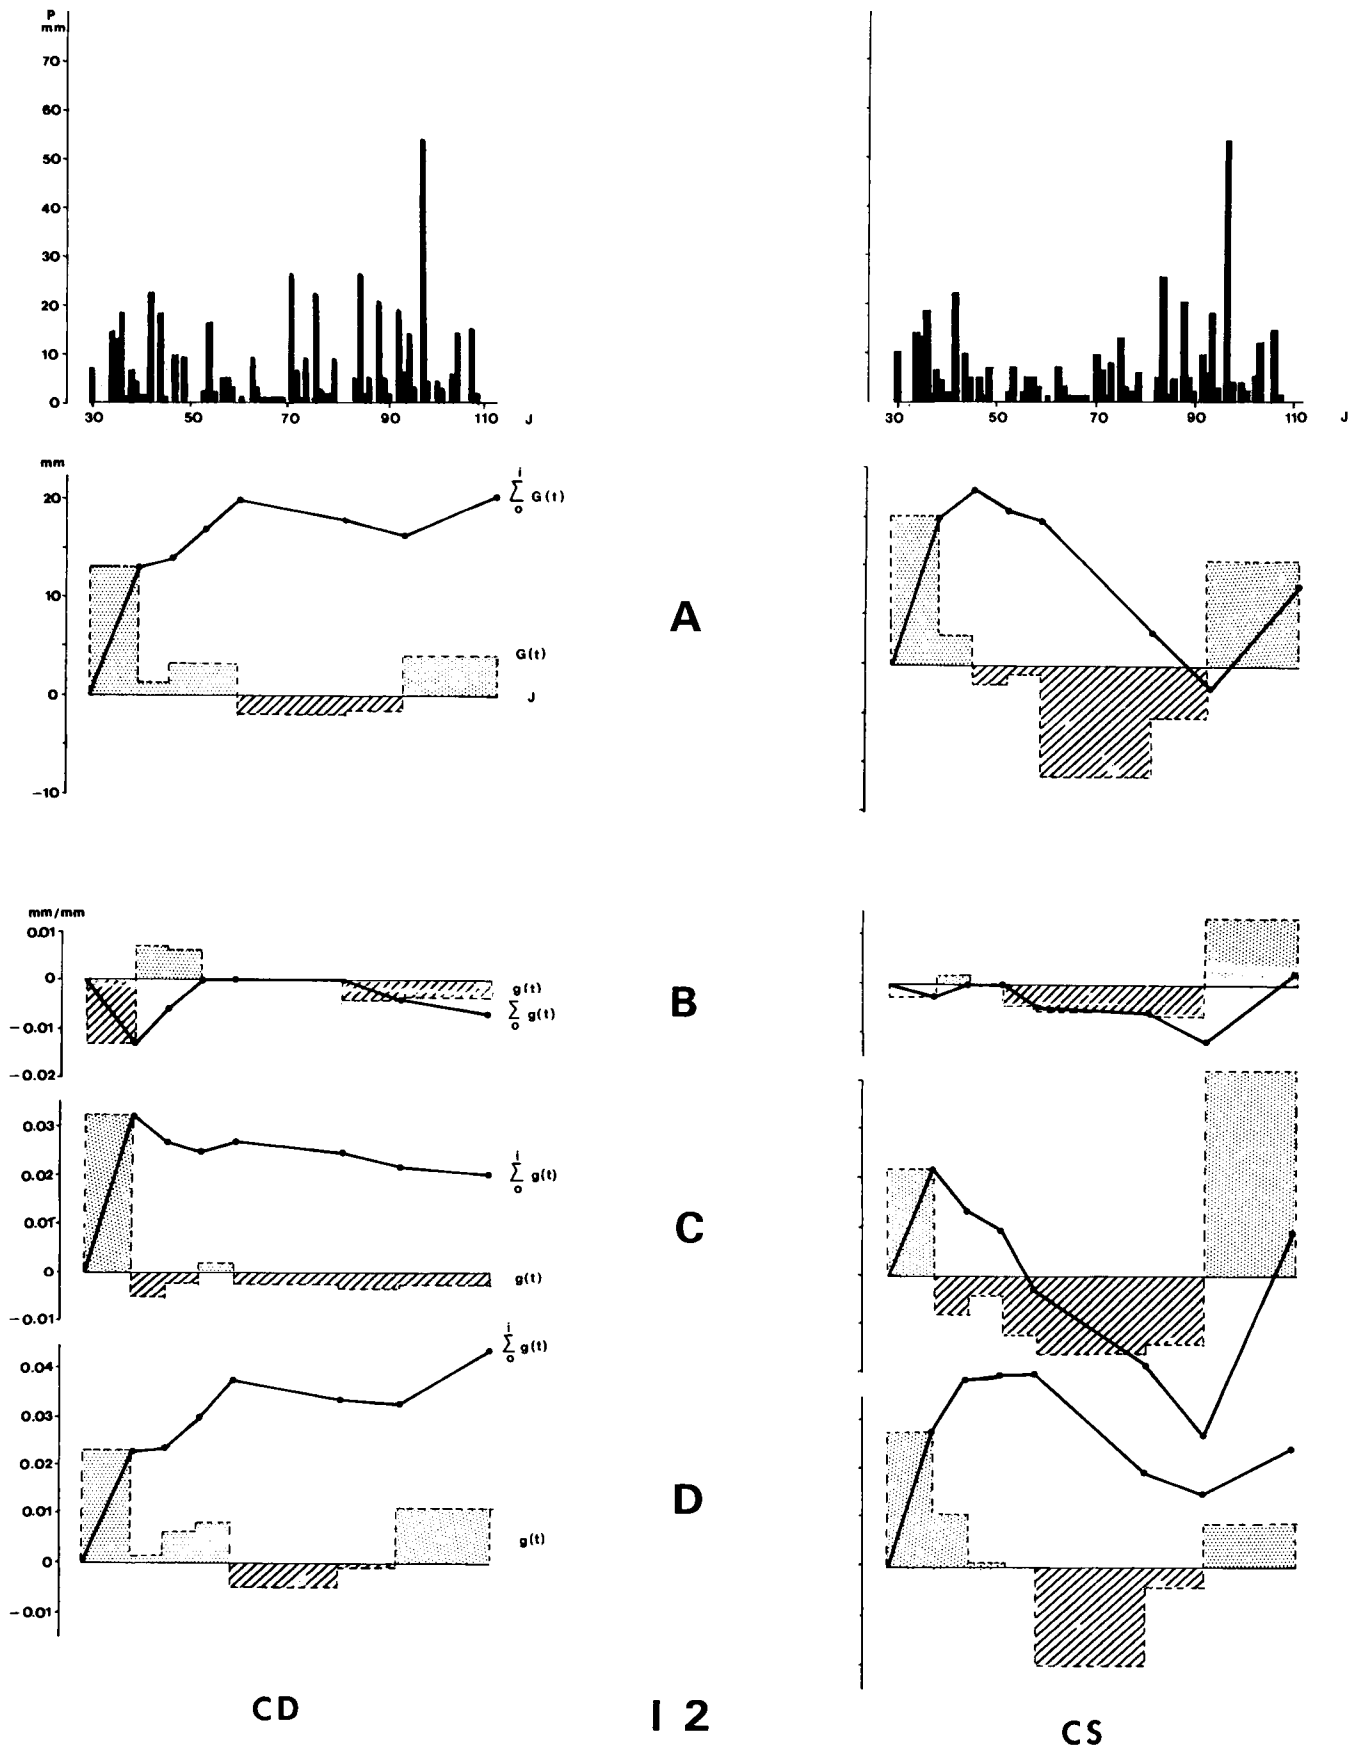 P
mm
70
60
50
40
30
20
10
0
30 50 70 90 110 J
30 50 70 90 110 J
mm
20
10
0
-10
i
∑ G(t)
o
G(t)
J
A
mm/mm
0.01
0
-0.01
-0.02
g(t)
∑ g(t)
o
B
0.03
0.02
0.01
0
-0.01
i
∑ g(t)
o
g(t)
C
0.04
0.03
0.02
0.01
0
-0.01
i
∑ g(t)
o
g(t)
D
CD
I 2
CS